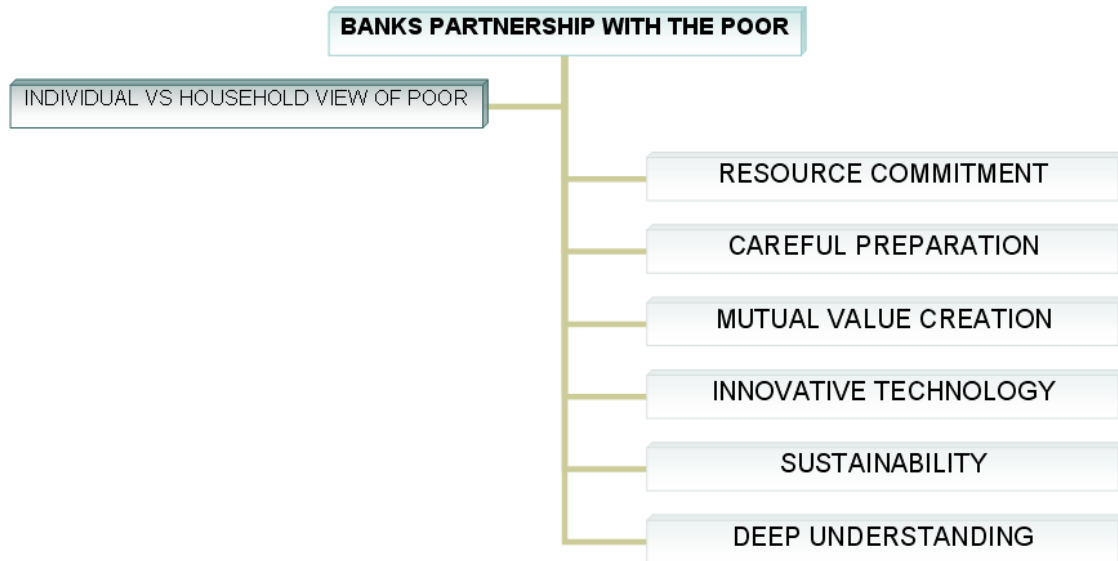 BANKS PARTNERSHIP WITH THE POOR
INDIVIDUAL VS HOUSEHOLD VIEW OF POOR
RESOURCE COMMITMENT
CAREFUL PREPARATION
MUTUAL VALUE CREATION
INNOVATIVE TECHNOLOGY
SUSTAINABILITY
DEEP UNDERSTANDING